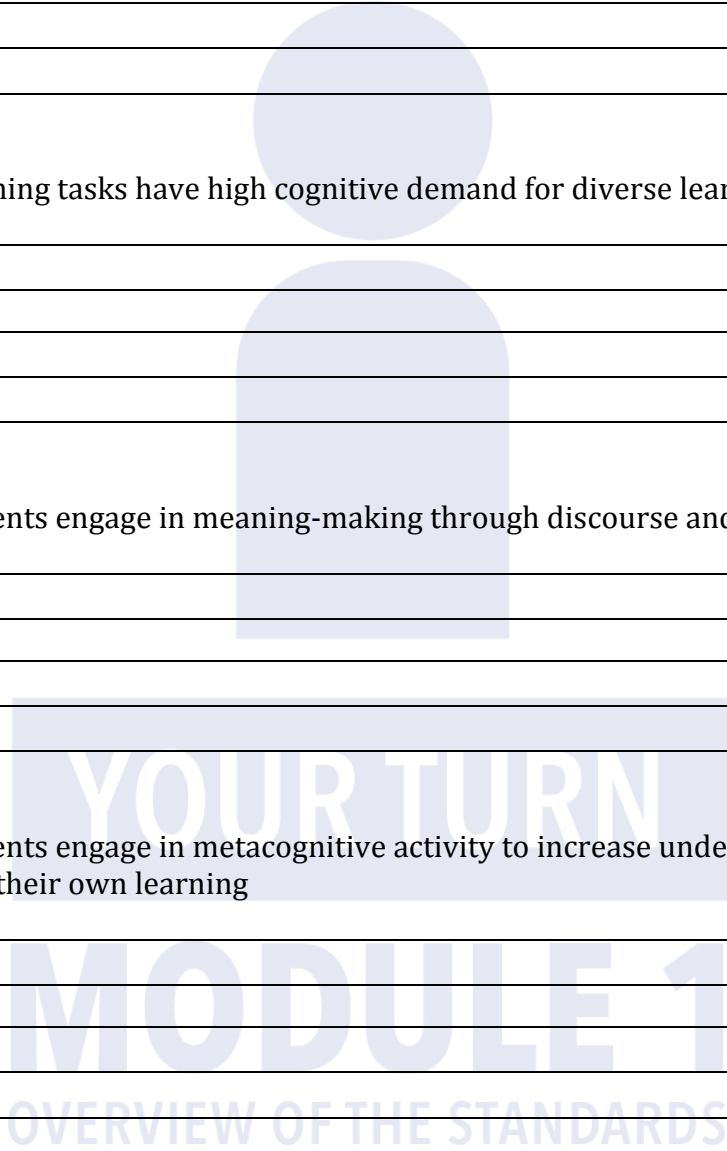 ning tasks have high cognitive demand for diverse lear
ents engage in meaning-making through discourse and
YOUR TURN
ents engage in metacognitive activity to increase unde
their own learning
MODULE 1
OVERVIEW OF THE STANDARDS